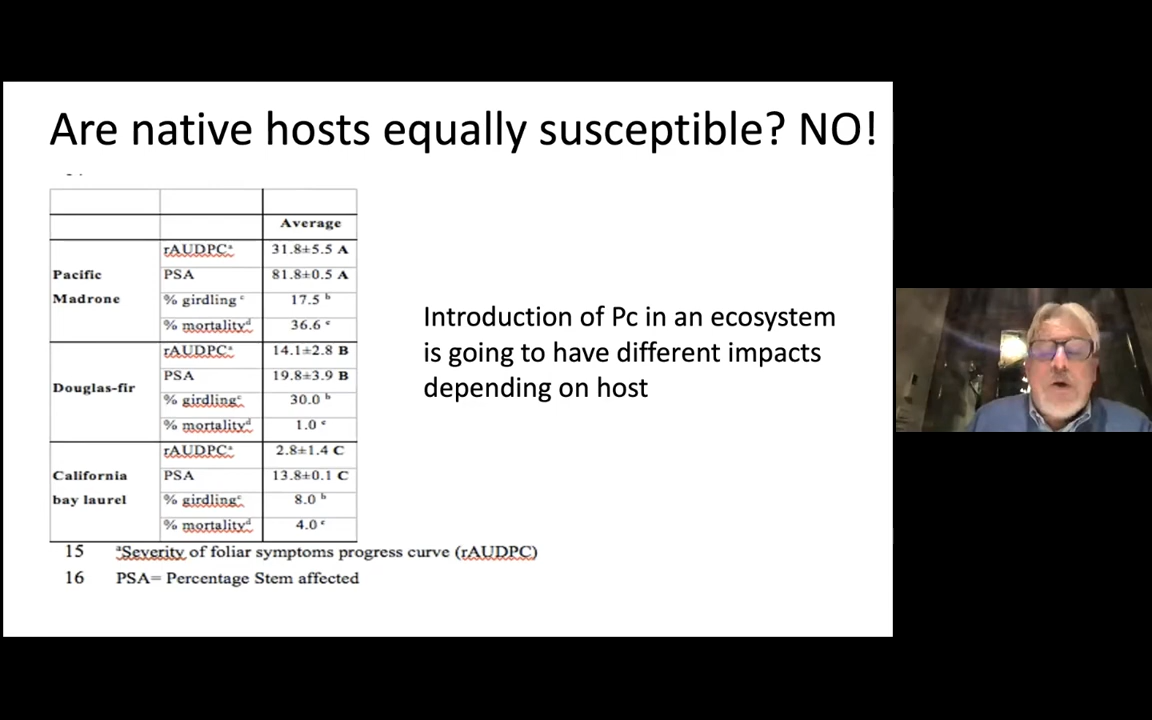 Are native hosts equally susceptible? NO!
Average
Pacific Madrone
rAUDPCᵃ 31.8±5.5 A
PSA 81.8±0.5 A
% girdling ᶜ 17.5 ᵇ
% mortalityᵈ 36.6 ᶜ
Douglas-fir
rAUDPCᵃ 14.1±2.8 B
PSA 19.8±3.9 B
% girdlingᶜ 30.0 ᵇ
% mortalityᵈ 1.0 ᶜ
California bay laurel
rAUDPCᵃ 2.8±1.4 C
PSA 13.8±0.1 C
% girdlingᶜ 8.0 ᵇ
% mortalityᵈ 4.0 ᶜ
15 ᵃSeverity of foliar symptoms progress curve (rAUDPC)
16 PSA= Percentage Stem affected
Introduction of Pc in an ecosystem
is going to have different impacts
depending on host